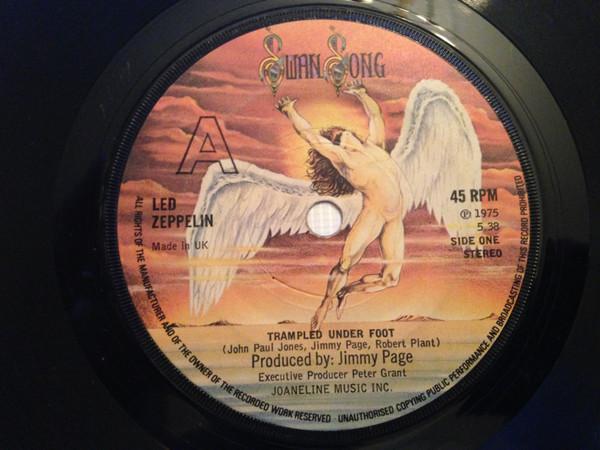 SWAN SONG
A
LED
ZEPPELIN
Made in UK
45 RPM
Ⓟ 1975
5.38
SIDE ONE
STEREO
TRAMPLED UNDER FOOT
(John Paul Jones, Jimmy Page, Robert Plant)
Produced by: Jimmy Page
Executive Producer Peter Grant
JOANELINE MUSIC INC.
ALL RIGHTS OF THE MANUFACTURER AND OF THE OWNER OF THE RECORDED WORK RESERVED · UNAUTHORISED COPYING PUBLIC PERFORMANCE AND BROADCASTING OF THIS RECORD PROHIBITED